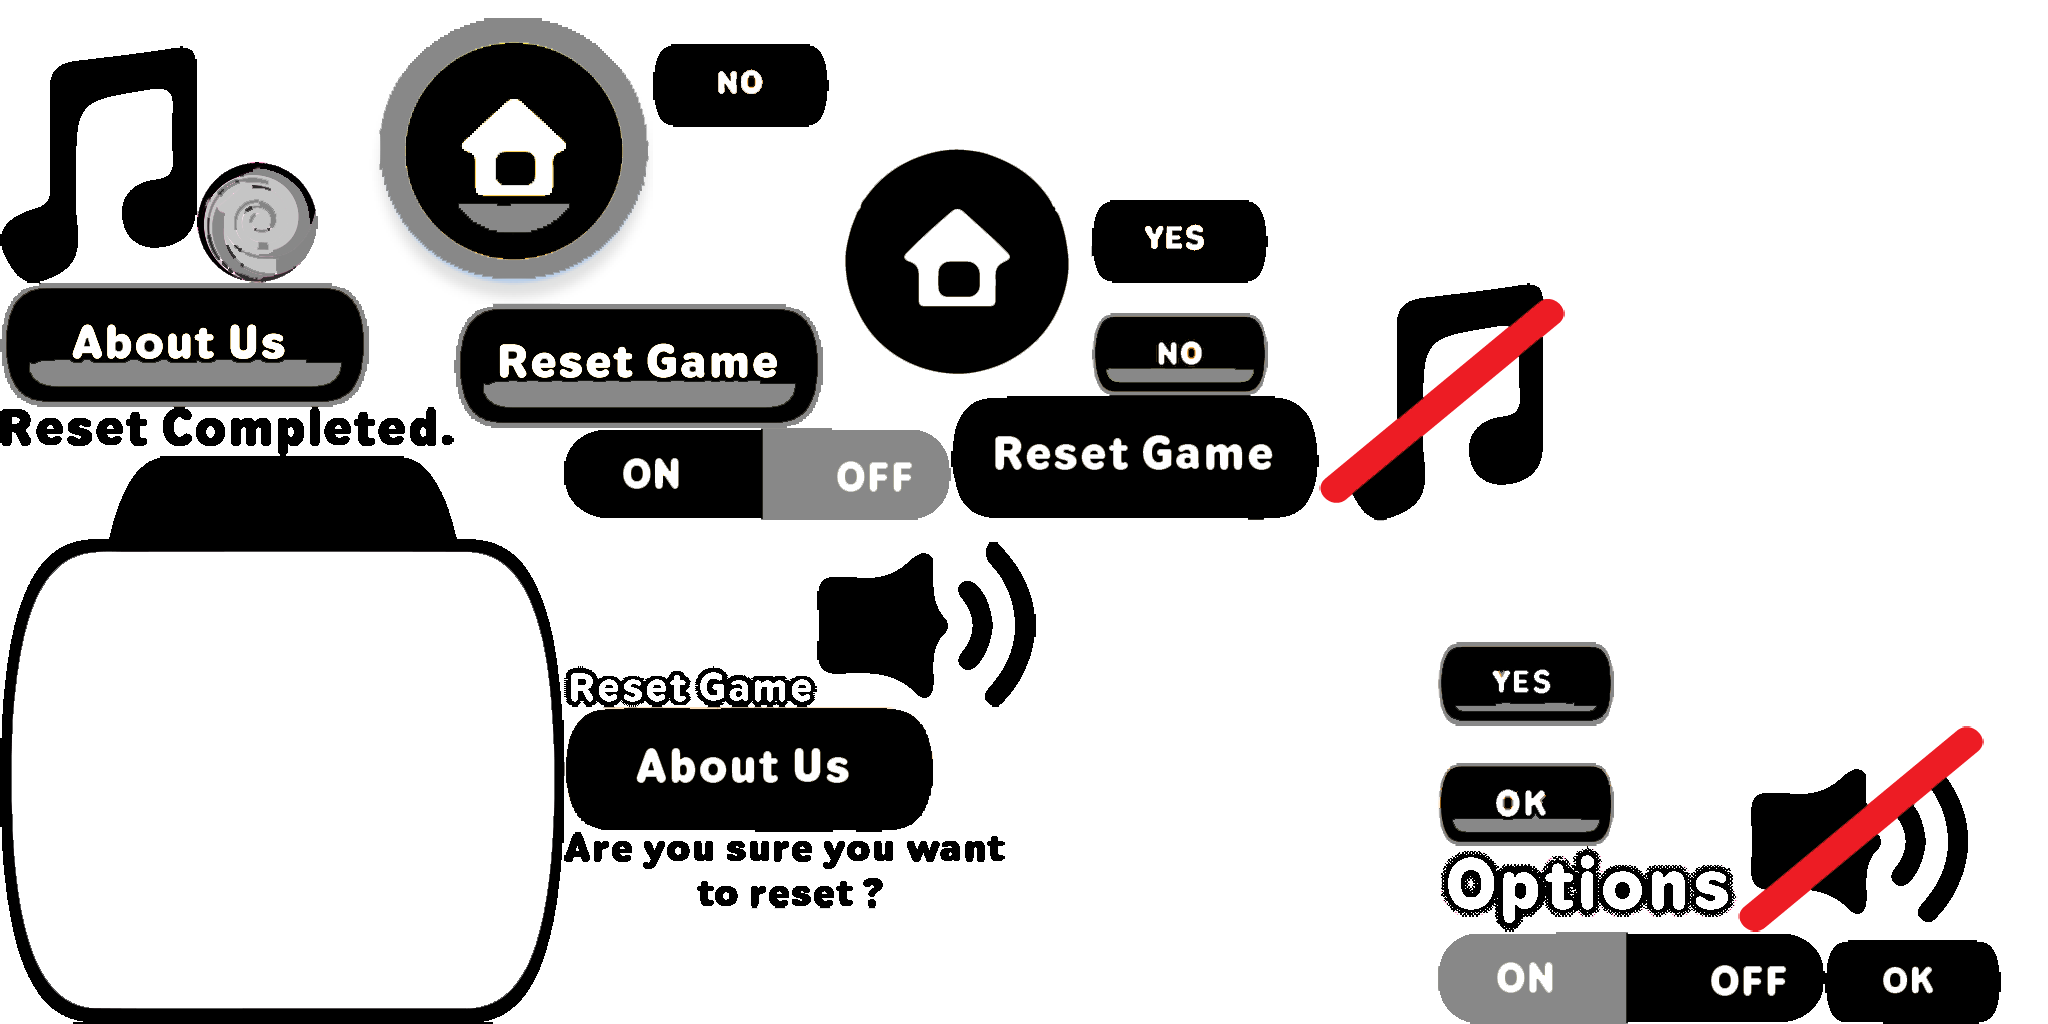 NO
YES
About Us
NO
Reset Game
Reset Completed.
Reset Game
ON OFF
YES
Reset Game
About Us
OK
Are you sure you want
to reset ?
Options
ON OFF
OK